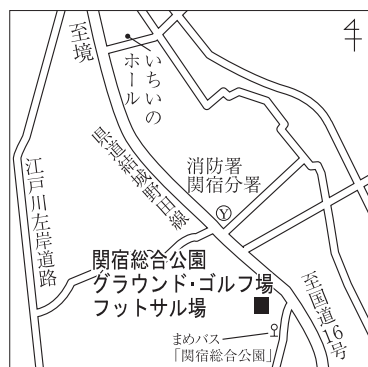 至境
いちいの
ホール
県道結城野田線
消防署
関宿分署
江戸川左岸道路
関宿総合公園
グラウンド・ゴルフ場
フットサル場
至国道16号
まめバス
「関宿総合公園」